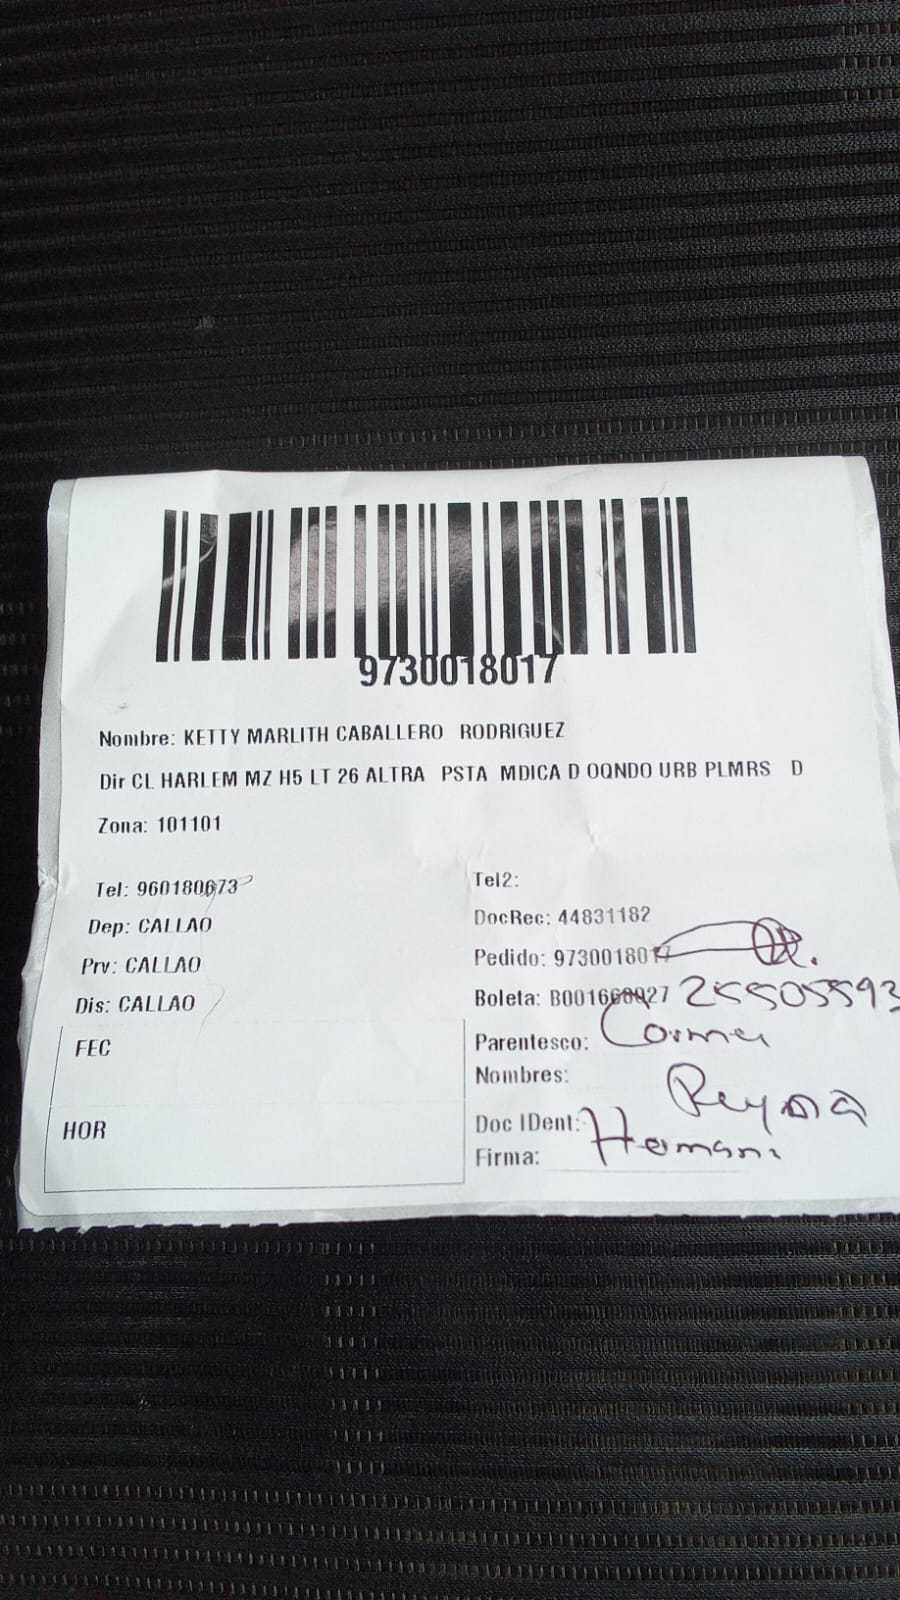 9730018017
Nombre: KETTY MARLITH CABALLERO RODRIGUEZ
Dir CL HARLEM MZ H5 LT 26 ALTRA PSTA MDICA D OQNDO URB PLMRS D
Zona: 101101
Tel: 960180673
Tel2:
Dep: CALLAO
DocRec: 44831182
Prv: CALLAO
Pedido: 9730018017
Dis: CALLAO
Boleta: 25505593
FEC
Parentesco:
Nombres:
Reyna
HOR
Doc IDent:
Firma: Hermana